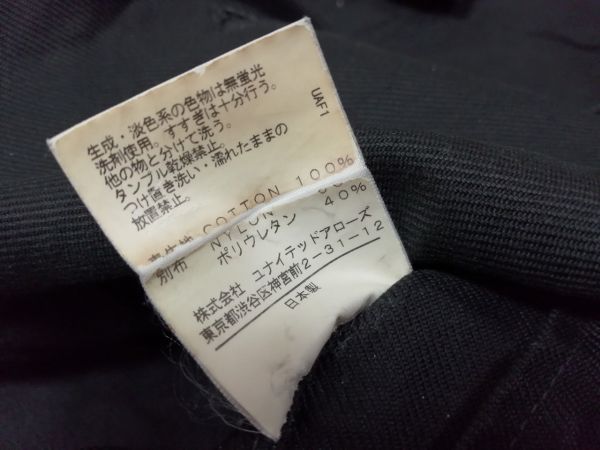 生成・淡色系の色物は無蛍光
洗剤使用。すすぎは十分行う。
他の物と分けて洗う。
タンブル乾燥禁止。
つけ置き洗い・濡れたままの
放置禁止。
UAF1
COTTON 100%
別布 NYLON
ポリウレタン 40%
株式会社 ユナイテッドアローズ
東京都渋谷区神宮前2-31-12
日本製